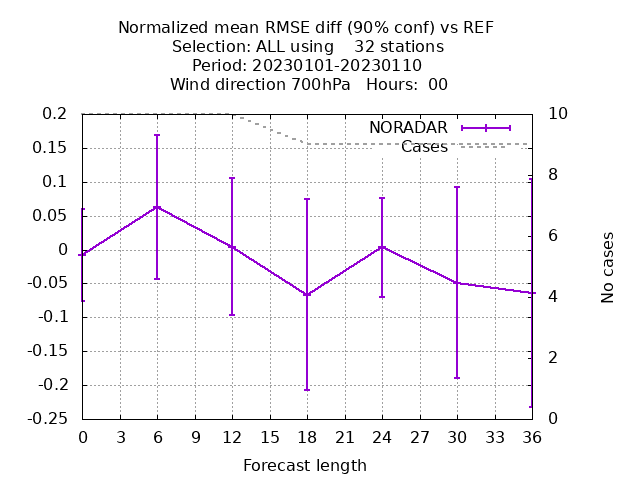 Normalized mean RMSE diff (90% conf) vs REF
Selection: ALL using    32 stations
Period: 20230101-20230110
Wind direction 700hPa   Hours:  00
0.2
0.15
0.1
0.05
0
-0.05
-0.1
-0.15
-0.2
-0.25
NORADAR
Cases
10
8
6
4
2
0
No cases
0 3 6 9 12 15 18 21 24 27 30 33 36
Forecast length